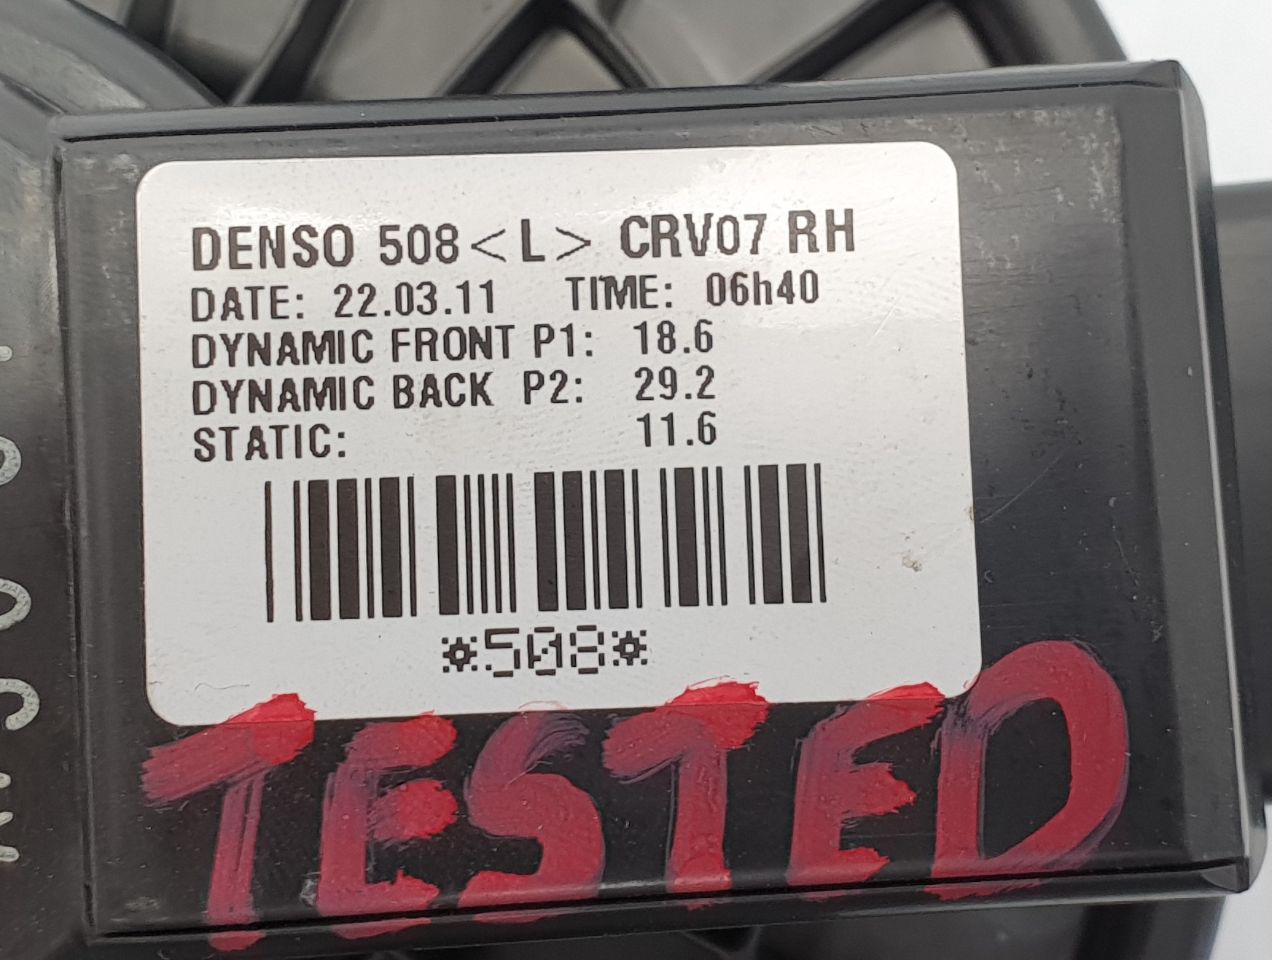 DENSO 508 <L> CRV07 RH
DATE: 22.03.11 TIME: 06h40
DYNAMIC FRONT P1: 18.6
DYNAMIC BACK P2: 29.2
STATIC: 11.6
*508*
TESTED